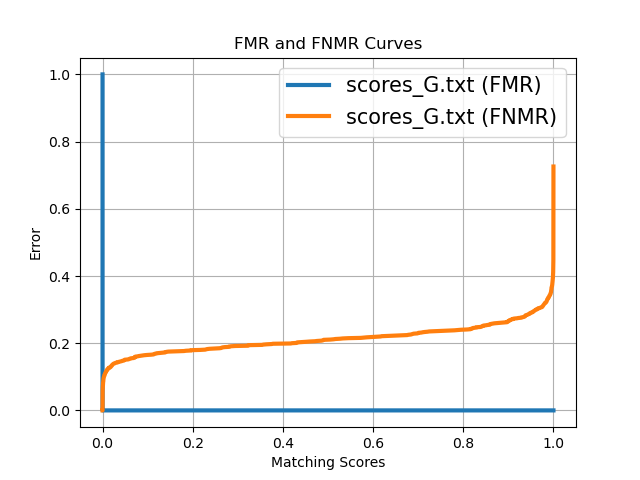 FMR and FNMR Curves
scores_G.txt (FMR)
scores_G.txt (FNMR)
Error
1.0
0.8
0.6
0.4
0.2
0.0
0.0 0.2 0.4 0.6 0.8 1.0
Matching Scores